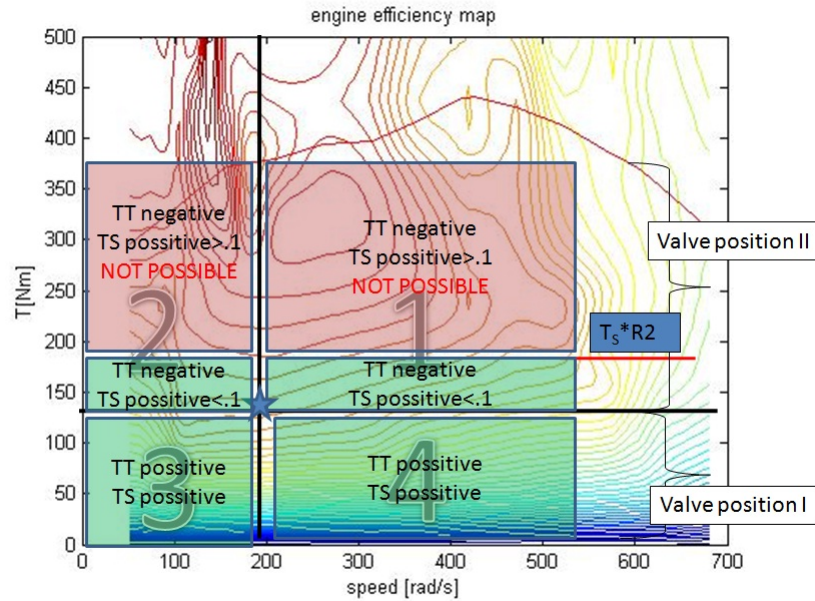 engine efficiency map
500
450
400
350
300
250
200
150
100
50
0
T[Nm]
TT negative
TS possitive>.1
NOT POSSIBLE
2
TT negative
TS possitive>.1
NOT POSSIBLE
1
Valve position II
T_S*R2
TT negative
TS possitive<.1
TT negative
TS possitive<.1
TT possitive
TS possitive
3
TT possitive
TS possitive
4
Valve position I
0 100 200 300 400 500 600 700
speed [rad/s]